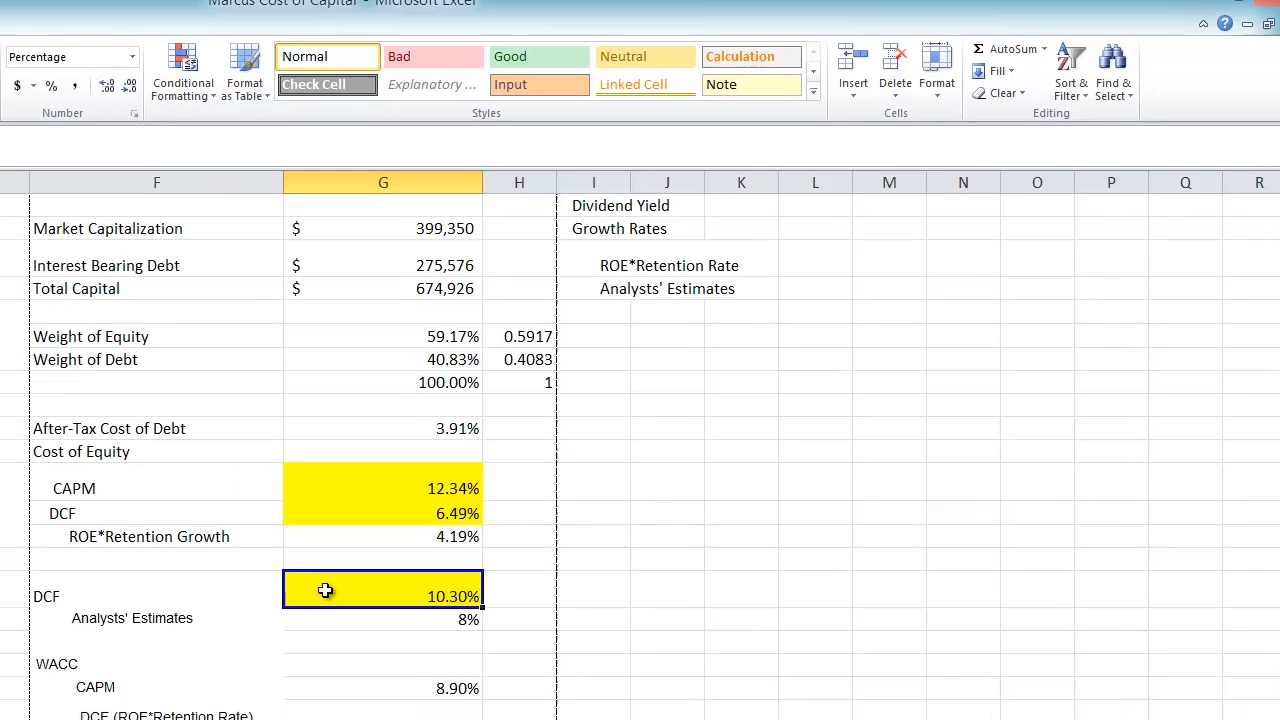 Marcus Cost of Capital - Microsoft Excel
Percentage
$ % ,
Conditional Formatting
Format as Table
Normal Bad Good Neutral Calculation
Check Cell Explanatory ... Input Linked Cell Note
Insert Delete Format
Σ AutoSum
Fill
Clear
Sort & Filter
Find & Select
Number Styles Cells Editing
F G H I J K L M N O P Q R
Dividend Yield
Market Capitalization $ 399,350 Growth Rates
Interest Bearing Debt $ 275,576 ROE*Retention Rate
Total Capital $ 674,926 Analysts' Estimates
Weight of Equity 59.17% 0.5917
Weight of Debt 40.83% 0.4083
100.00% 1
After-Tax Cost of Debt 3.91%
Cost of Equity
CAPM 12.34%
DCF 6.49%
ROE*Retention Growth 4.19%
DCF 10.30%
Analysts' Estimates 8%
WACC
CAPM 8.90%
DCF (ROE*Retention Rate)